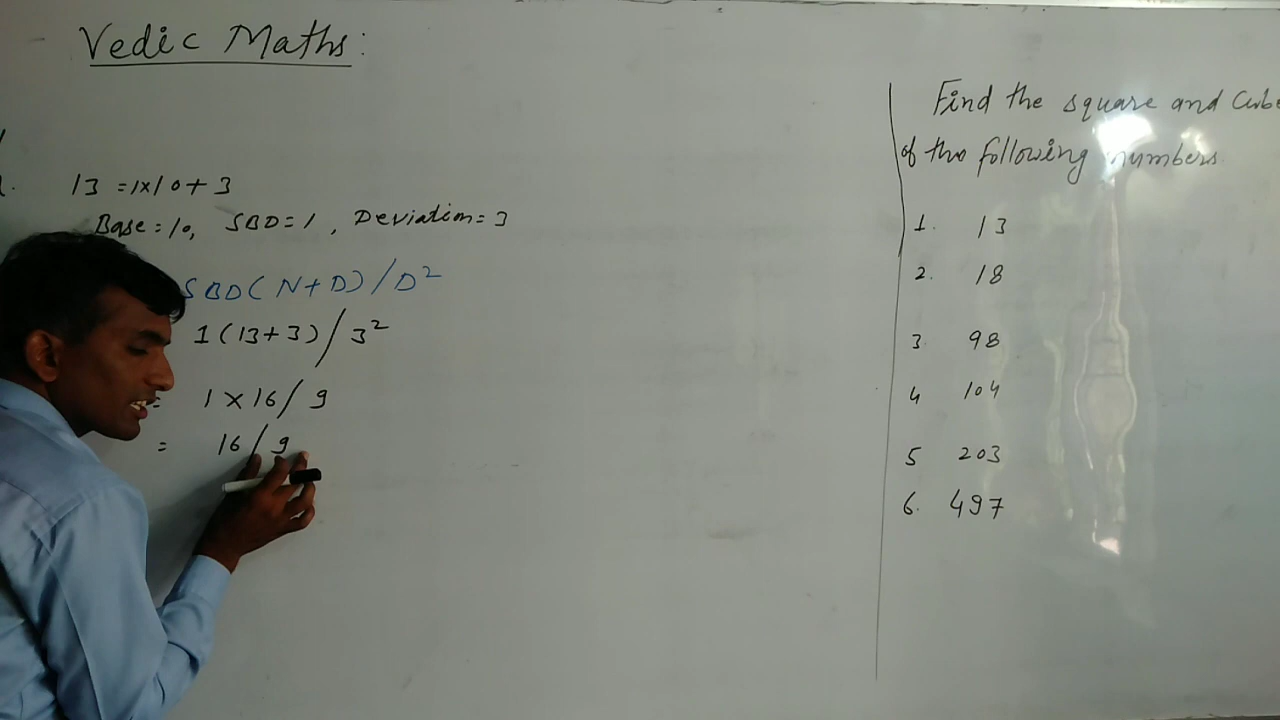 Vedic Maths:
13 = 1x10+3
Base = 10, SBD = 1, Deviation = 3
SBD(N+D)/D²
1(13+3)/3²
= 1×16/9
= 16/9
Find the square and Cube
of the following numbers
1. 13
2. 18
3. 98
4 104
5 203
6. 497